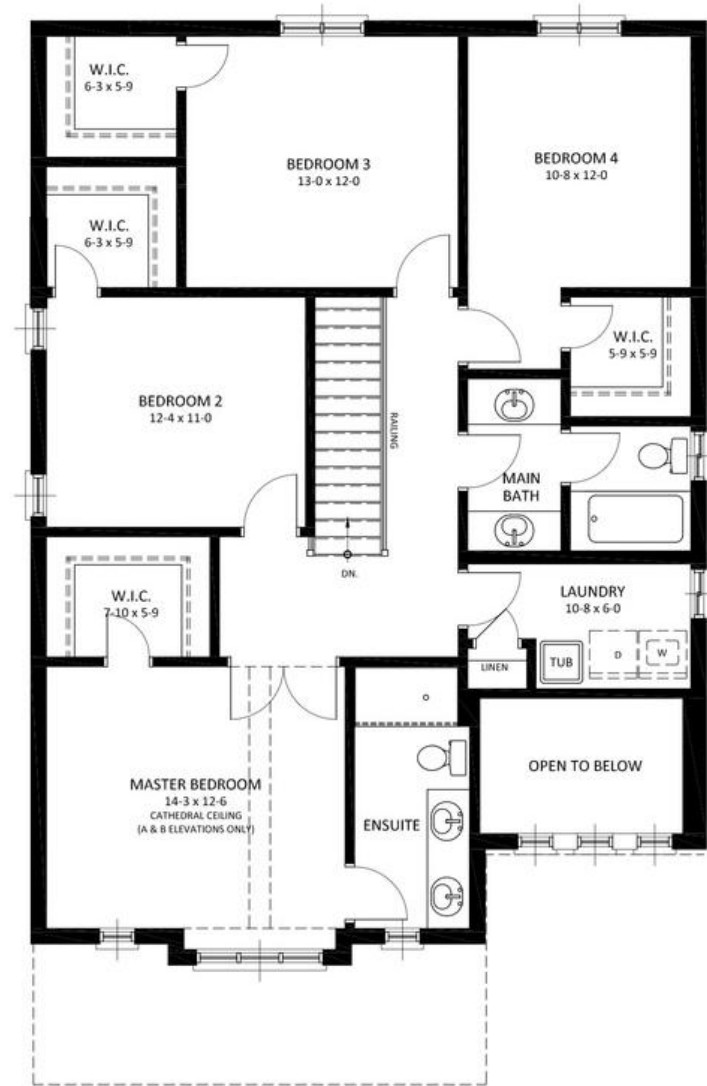 W.I.C.
6-3 x 5-9
BEDROOM 3
13-0 x 12-0
BEDROOM 4
10-8 x 12-0
W.I.C.
6-3 x 5-9
W.I.C.
5-9 x 5-9
BEDROOM 2
12-4 x 11-0
RAILING
MAIN
BATH
DN.
W.I.C.
7-10 x 5-9
LAUNDRY
10-8 x 6-0
LINEN
TUB
D
W
MASTER BEDROOM
14-3 x 12-6
CATHEDRAL CEILING
(A & B ELEVATIONS ONLY)
ENSUITE
OPEN TO BELOW